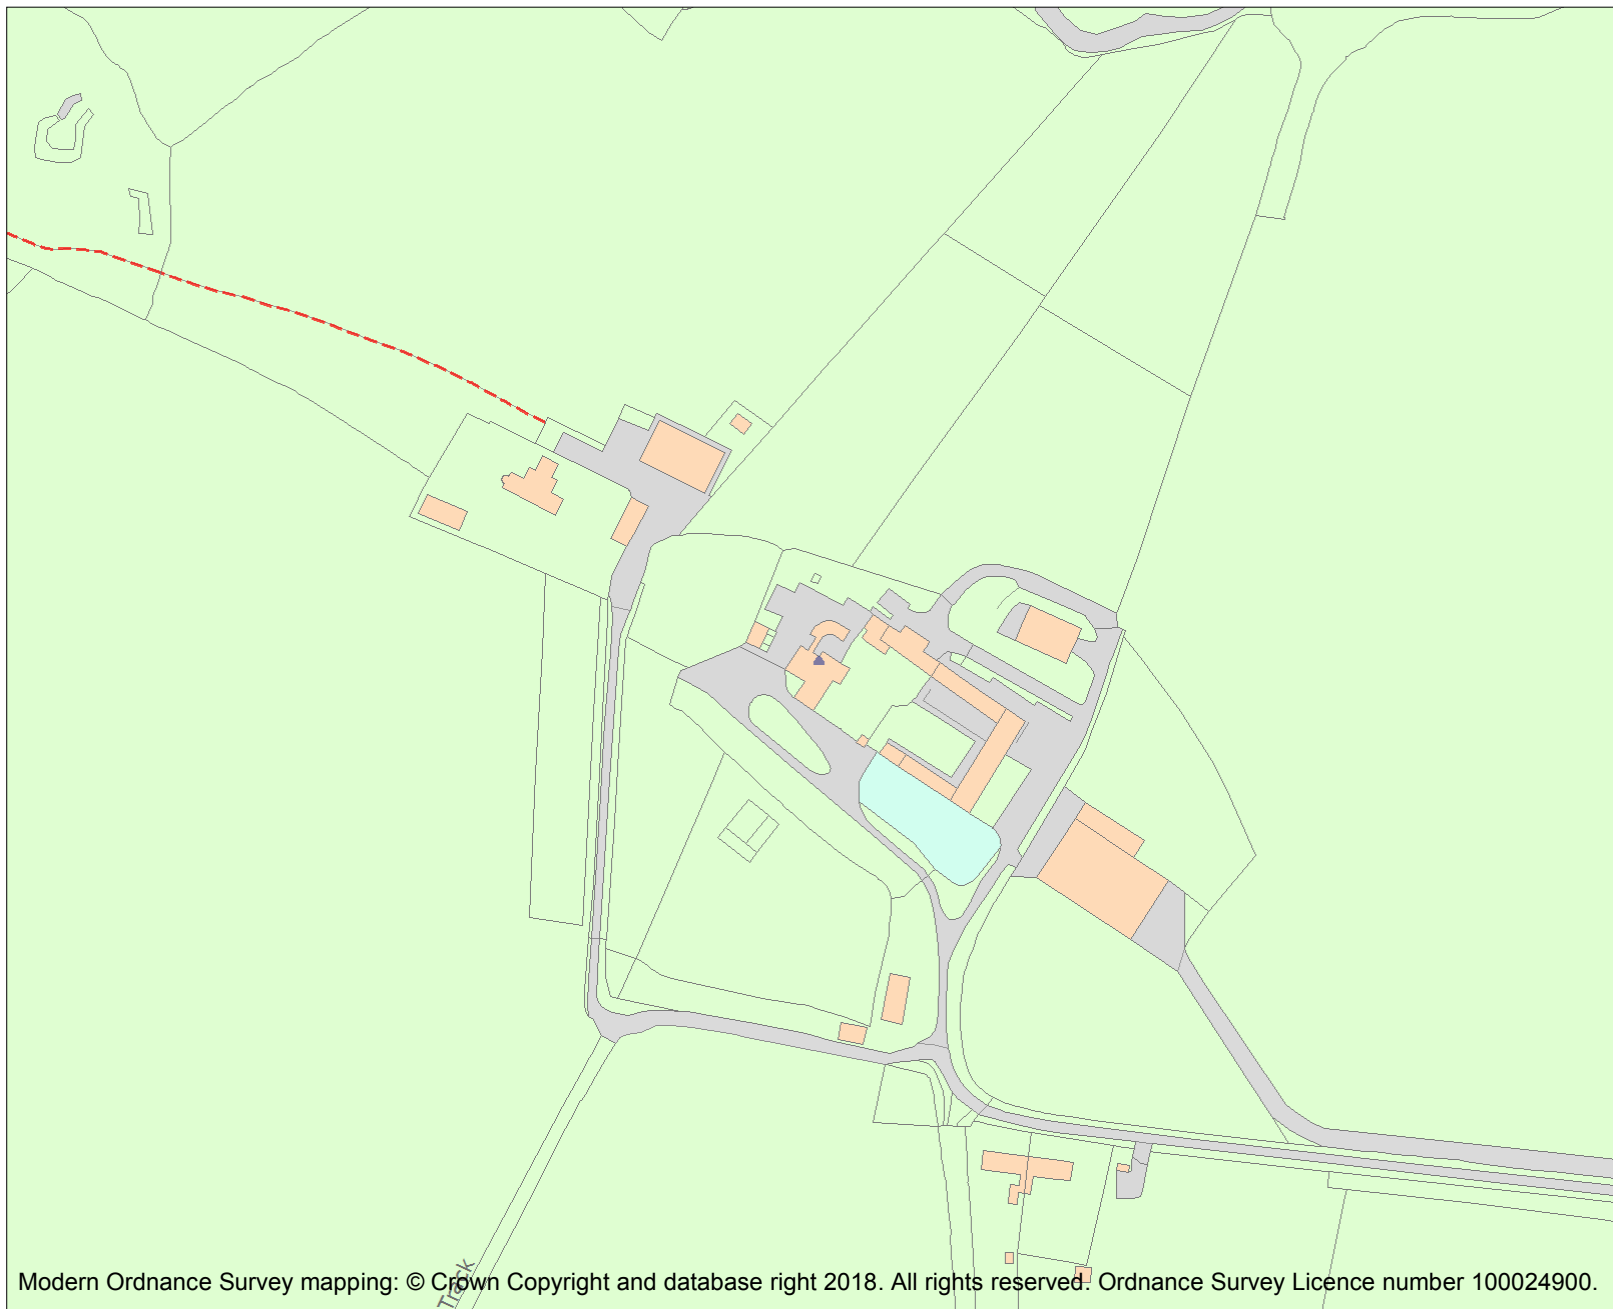 Track
Modern Ordnance Survey mapping: © Crown Copyright and database right 2018. All rights reserved. Ordnance Survey Licence number 100024900.